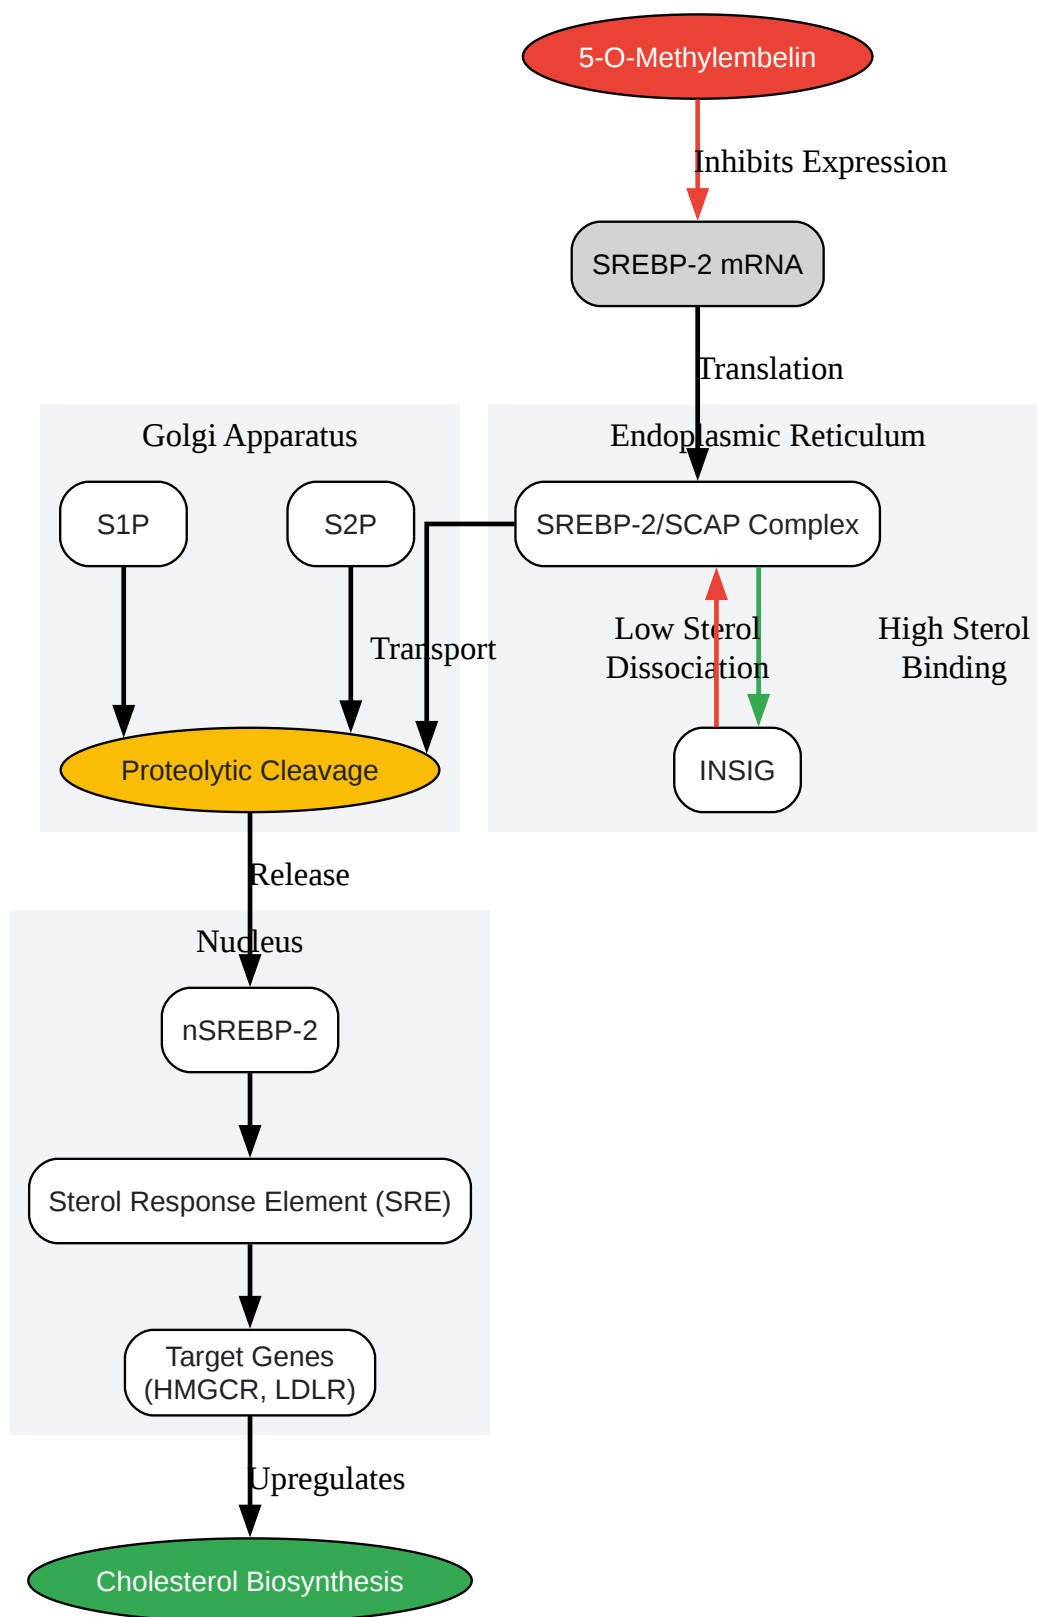 5-O-Methylembelin
Inhibits Expression
SREBP-2 mRNA
Translation
Golgi Apparatus
Endoplasmic Reticulum
S1P
S2P
SREBP-2/SCAP Complex
Transport
Low Sterol
Dissociation
High Sterol
Binding
Proteolytic Cleavage
INSIG
Release
Nucleus
nSREBP-2
Sterol Response Element (SRE)
Target Genes
(HMGCR, LDLR)
Upregulates
Cholesterol Biosynthesis